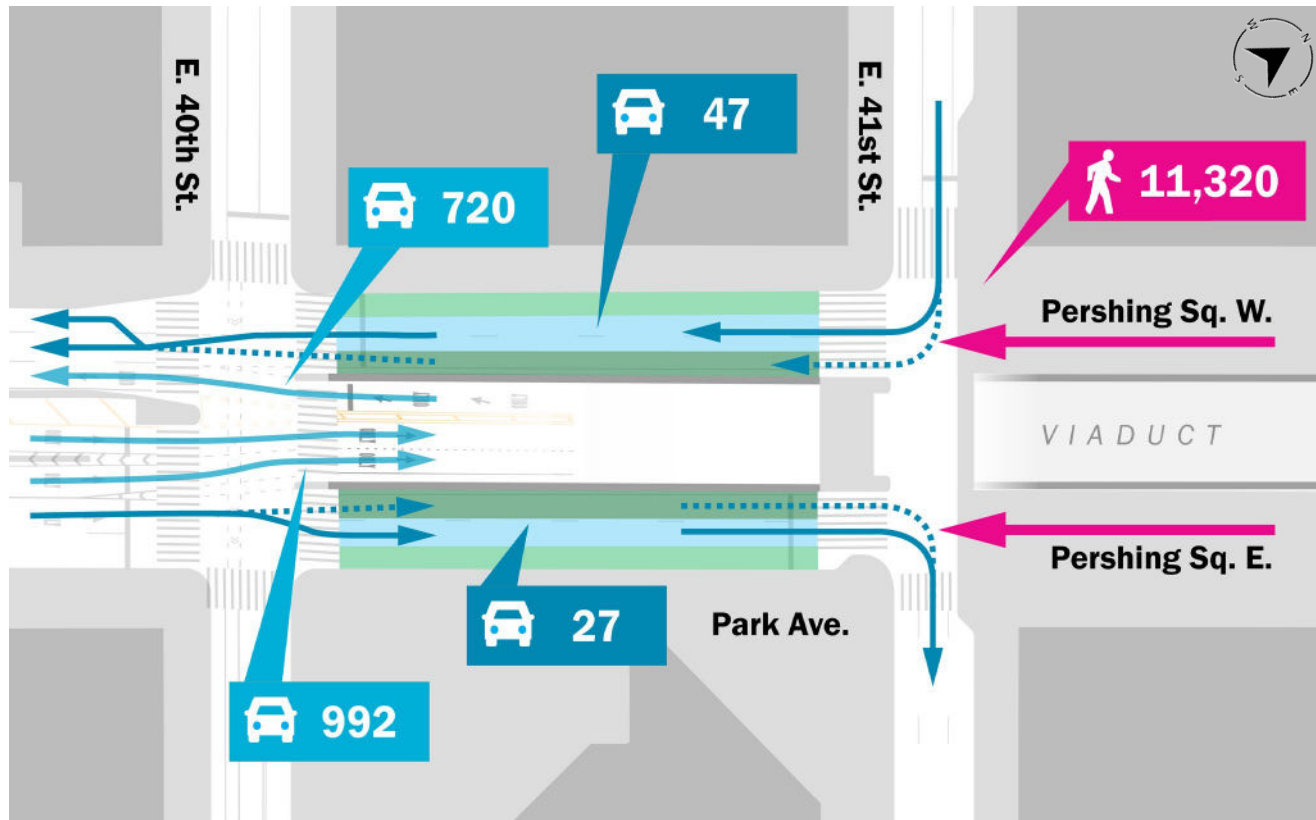 W
N
S
E
E. 40th St.
E. 41st St.
47
720
11,320
Pershing Sq. W.
VIADUCT
Pershing Sq. E.
27
Park Ave.
992